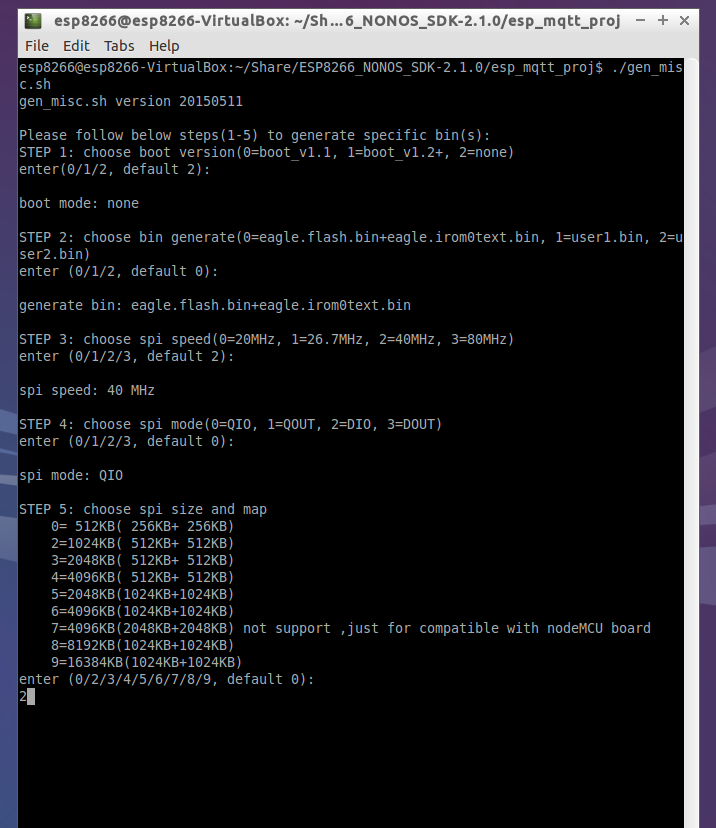 esp8266@esp8266-VirtualBox: ~/Sh...6_NONOS_SDK-2.1.0/esp_mqtt_proj
File Edit Tabs Help
esp8266@esp8266-VirtualBox:~/Share/ESP8266_NONOS_SDK-2.1.0/esp_mqtt_proj$ ./gen_mis
c.sh
gen_misc.sh version 20150511
Please follow below steps(1-5) to generate specific bin(s):
STEP 1: choose boot version(0=boot_v1.1, 1=boot_v1.2+, 2=none)
enter(0/1/2, default 2):
boot mode: none
STEP 2: choose bin generate(0=eagle.flash.bin+eagle.irom0text.bin, 1=user1.bin, 2=u
ser2.bin)
enter (0/1/2, default 0):
generate bin: eagle.flash.bin+eagle.irom0text.bin
STEP 3: choose spi speed(0=20MHz, 1=26.7MHz, 2=40MHz, 3=80MHz)
enter (0/1/2/3, default 2):
spi speed: 40 MHz
STEP 4: choose spi mode(0=QIO, 1=QOUT, 2=DIO, 3=DOUT)
enter (0/1/2/3, default 0):
spi mode: QIO
STEP 5: choose spi size and map
0= 512KB( 256KB+ 256KB)
2=1024KB( 512KB+ 512KB)
3=2048KB( 512KB+ 512KB)
4=4096KB( 512KB+ 512KB)
5=2048KB(1024KB+1024KB)
6=4096KB(1024KB+1024KB)
7=4096KB(2048KB+2048KB) not support ,just for compatible with nodeMCU board
8=8192KB(1024KB+1024KB)
9=16384KB(1024KB+1024KB)
enter (0/2/3/4/5/6/7/8/9, default 0):
2